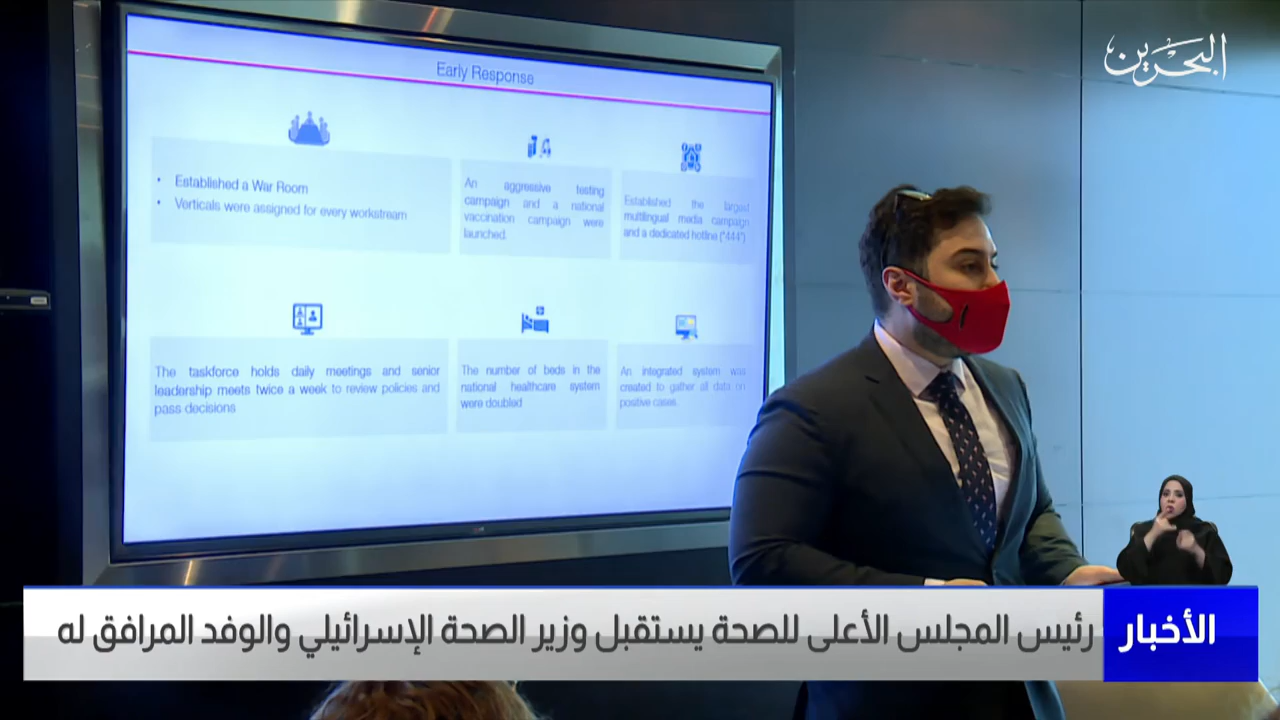 البحرين
Early Response
• Established a War Room
• Verticals were assigned for every workstream
An aggressive testing
campaign and a national
vaccination campaign were
launched.
Established the largest
multilingual media campaign
and a dedicated hotline ("444")
The taskforce holds daily meetings and senior
leadership meets twice a week to review policies and
pass decisions
The number of beds in the
national healthcare system
were doubled
An integrated system was
created to gather all data on
positive cases.
الأخبار
رئيس المجلس الأعلى للصحة يستقبل وزير الصحة الإسرائيلي والوفد المرافق له